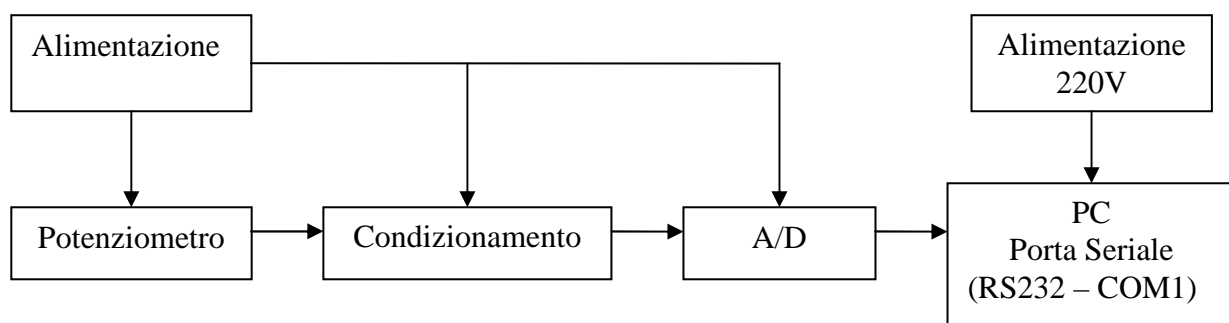 Alimentazione
Alimentazione
220V
Potenziometro
Condizionamento
A/D
PC
Porta Seriale
(RS232 – COM1)